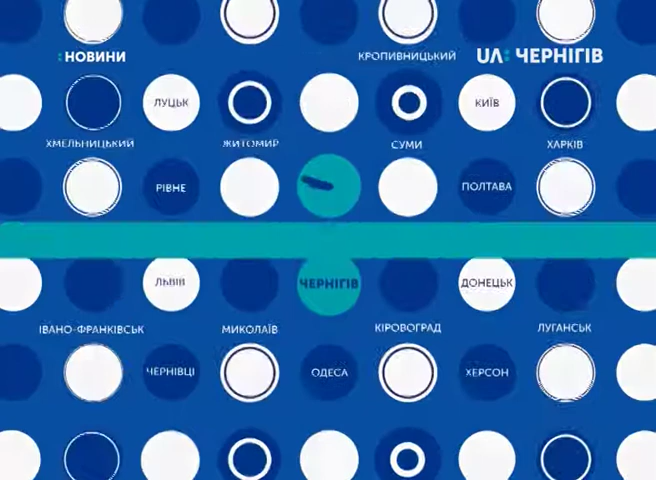 :НОВИНИ
КРОПИВНИЦЬКИЙ
UA: ЧЕРНІГІВ
ЛУЦЬК
КИЇВ
ХМЕЛЬНИЦЬКИЙ
ЖИТОМИР
СУМИ
ХАРКІВ
РІВНЕ
ПОЛТАВА
ЛЬВІВ
ЧЕРНІГІВ
ДОНЕЦЬК
ІВАНО-ФРАНКІВСЬК
МИКОЛАЇВ
КІРОВОГРАД
ЛУГАНСЬК
ЧЕРНІВЦІ
ОДЕСА
ХЕРСОН